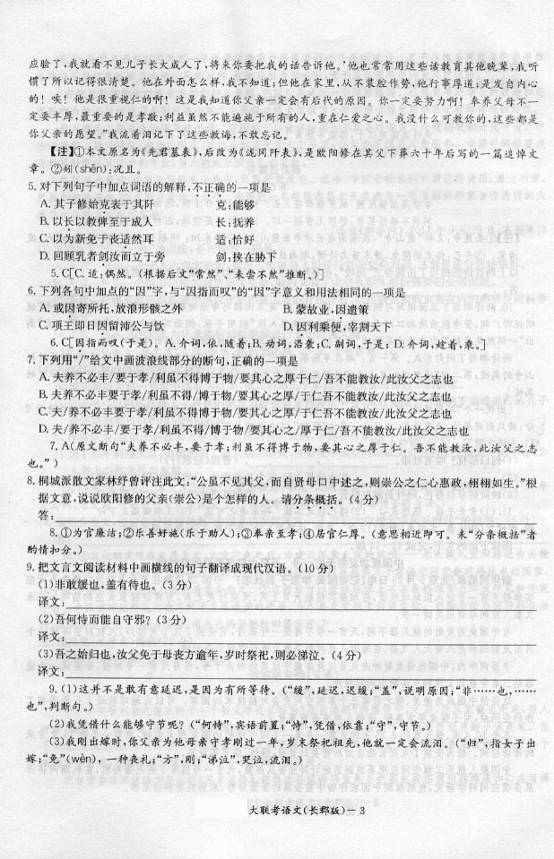 应验了,我就看不见儿子长大成人了,将来你要把我的话告诉他。’他也常常用这些话教育其他晚辈,我听
惯了所以记得很清楚。他在外面怎么样,我不知道;但他在家里,从不装腔作势,他行事厚道,是发自内心
的!唉!他是很重视仁的啊!这是我知道你父亲一定会有后代的原因。你一定要努力啊!奉养父母不一
定要丰厚,最重要的是孝敬;利益虽然不能遍施于所有的人,重在仁爱之心。我没什么可教你的,这些都是
你父亲的愿望。”我流着泪记下了这些教诲,不敢忘记。
【注】①本文原名为《先君墓表》,后改为《泷冈阡表》,是欧阳修在其父下葬六十年后写的一篇追悼文
章。②矧(shěn):况且。
5.对下列句子中加点词语的解释,不正确的一项是
A.其子修始克表于其阡 克:能够
B.以长以教俾至于成人 长:抚养
C.以为新免于丧适然耳 适:恰好
D.回顾乳者剑汝而立于旁 剑:挟在胁下
5.C[C.适:偶然。(根据后文“常然”、“未尝不然”推断。)]
6.下列各句中加点的“因”字,与“因指而叹”的“因”字意义和用法相同的一项是
A.或因寄所托,放浪形骸之外 B.蒙故业,因遗策
C.项王即日因留沛公与饮 D.因利乘便,宰割天下
6.C[因指而叹(于是)。A.介词,依,随着;B.动词,沿袭;C.副词,于是;D.介词,趁着,乘。]
7.下列用“/”给文中画波浪线部分的断句,正确的一项是
A.夫养不必丰/要于孝/利虽不得博于物/要其心之厚于仁/吾不能教汝/此汝父之志也
B.夫养不必丰要于孝/利虽不得/博于物/要其心之厚/于仁/吾不能教汝/此汝父之志也
C.夫/养不必丰/要于孝/利虽不得博于物/要其心之厚于仁/吾不能教汝/此汝父之志也
D.夫/养不必丰要于孝/利虽不得/博于物/要其心之/厚于仁/吾不能教汝/此汝父之志也
7.A(原文断句“夫养不必丰,要于孝;利虽不得博于物,要其心之厚于仁。吾不能教汝,此汝父之志
也。”)
8.桐城派散文家林纾曾评注此文:“公虽不见其父,而自贤母口中述之,则崇公之仁心惠政,栩栩如生。”根
据文意,说说欧阳修的父亲(崇公)是个怎样的人。请分条概括。(4分)
答:
8.①为官廉洁;②乐善好施(乐于助人);③奉亲至孝;④居官仁厚。(意思相近即可。未“分条概括”者
酌情扣分。)
9.把文言文阅读材料中画横线的句子翻译成现代汉语。(10分)
(1)非敢缓也,盖有待也。(3分)
译文:
(2)吾何恃而能自守邪?(3分)
译文:
(3)吾之始归也,汝父免于母丧方逾年,岁时祭祀,则必涕泣。(4分)
译文:
9.(1)这并不是敢有意延迟,是因为有所等待。(“缓”,延迟,迟缓;“盖”,说明原因;“非……也,……
也”,判断句。)
(2)我凭借什么能够守节呢?(“何恃”,宾语前置;“恃”,凭借,依靠;“守”,守节。)
(3)我刚出嫁时,你父亲为他母亲守孝刚过一年,岁末祭祀祖先,他就一定会流泪。(“归”,指女子出
嫁;“免”(wèn),一种丧礼;“方”,刚;“涕泣”,哭泣,流泪。)
大联考语文(长郡版)—3